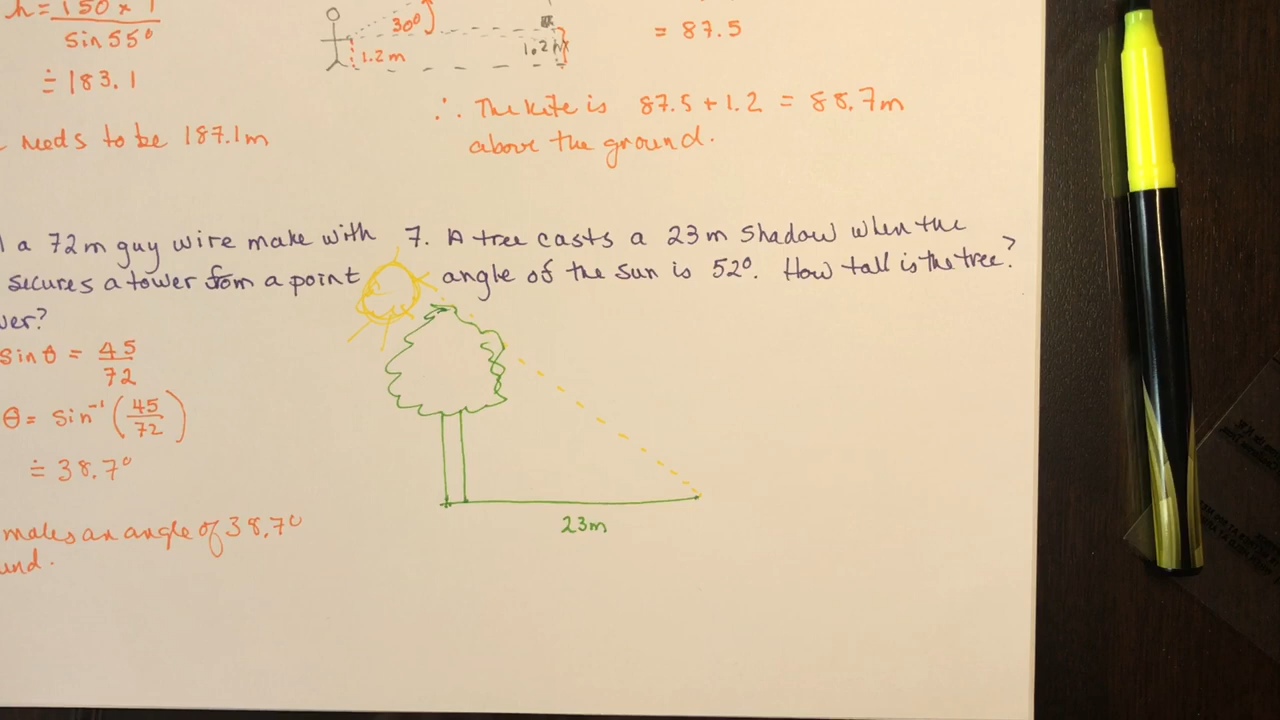 h = 150 × 1
sin 55°
≐ 183.1
needs to be 187.1m
30°
1.2m
1.2m
= 87.5
∴ The kite is 87.5 + 1.2 = 88.7m
above the ground.
a 72m guy wire make with
secures a tower from a point
wer?
sin θ = 45
72
θ = sin⁻¹ (45
72)
≐ 38.7°
makes an angle of 38.7°
und.
7. A tree casts a 23m shadow when the
angle of the sun is 52°. How tall is the tree?
23m